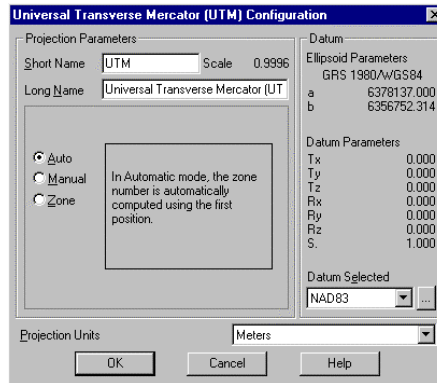 Universal Transverse Mercator (UTM) Configuration
Projection Parameters
Short Name UTM Scale 0.9996
Long Name Universal Transverse Mercator (UT
Auto
Manual
Zone
In Automatic mode, the zone
number is automatically
computed using the first
position.
Datum
Ellipsoid Parameters
GRS 1980/WGS84
a 6378137.000
b 6356752.314
Datum Parameters
Tx 0.000
Ty 0.000
Tz 0.000
Rx 0.000
Ry 0.000
Rz 0.000
S. 1.000
Datum Selected
NAD83 ...
Projection Units Meters
OK Cancel Help